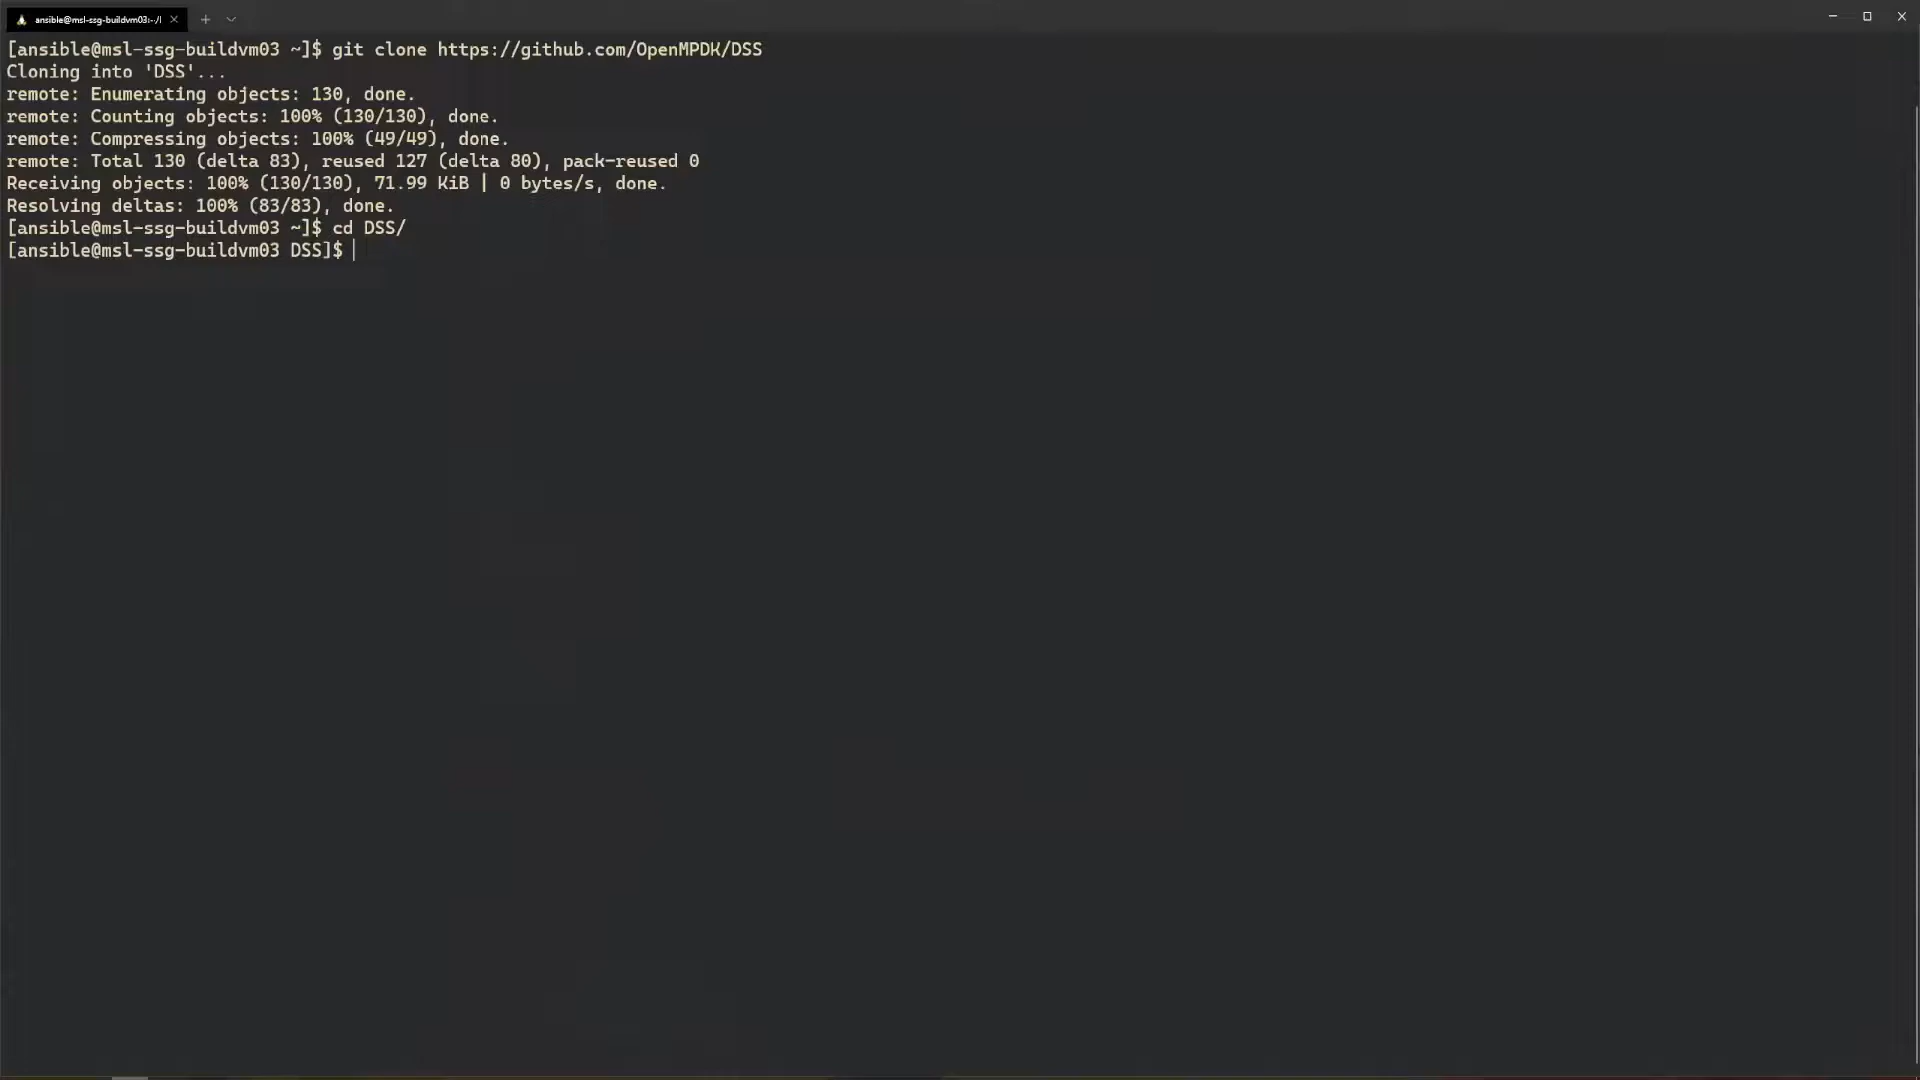 ansible@msl-ssg-buildvm03:~/
[ansible@msl-ssg-buildvm03 ~]$ git clone https://github.com/OpenMPDK/DSS
Cloning into 'DSS'...
remote: Enumerating objects: 130, done.
remote: Counting objects: 100% (130/130), done.
remote: Compressing objects: 100% (49/49), done.
remote: Total 130 (delta 83), reused 127 (delta 80), pack-reused 0
Receiving objects: 100% (130/130), 71.99 KiB | 0 bytes/s, done.
Resolving deltas: 100% (83/83), done.
[ansible@msl-ssg-buildvm03 ~]$ cd DSS/
[ansible@msl-ssg-buildvm03 DSS]$